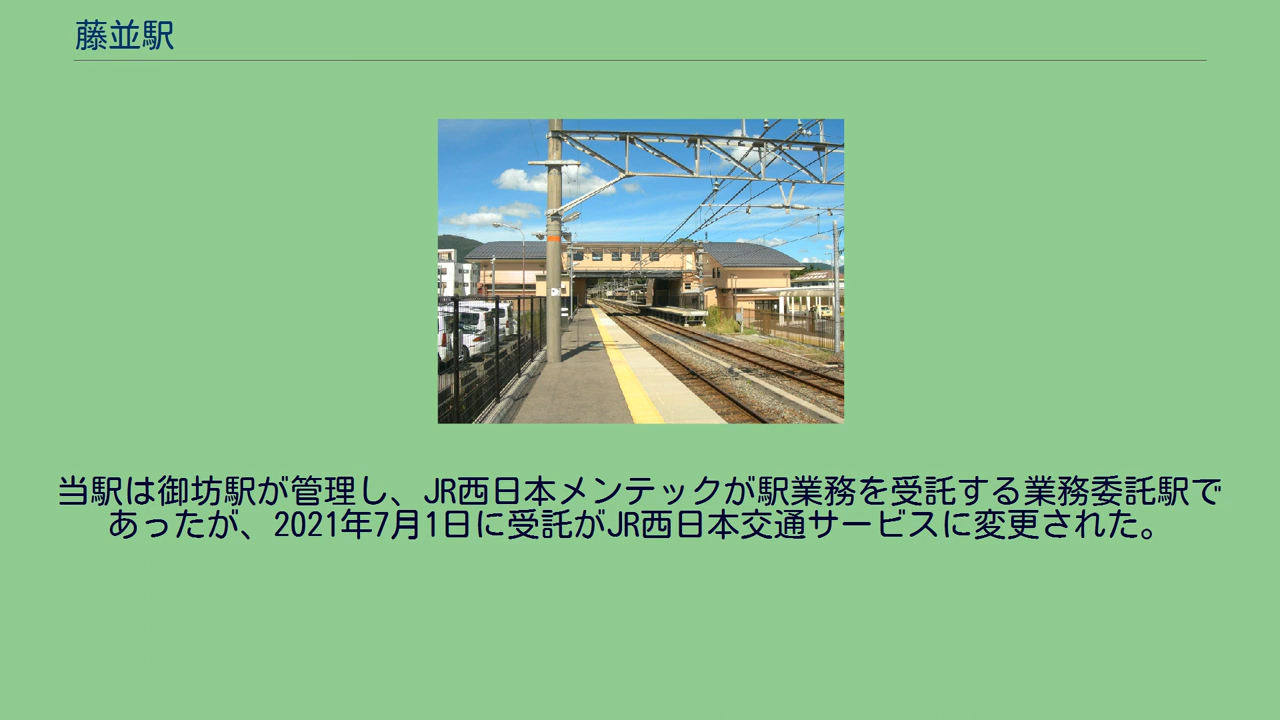 藤並駅
当駅は御坊駅が管理し、JR西日本メンテックが駅業務を受託する業務委託駅で
あったが、2021年7月1日に受託がJR西日本交通サービスに変更された。